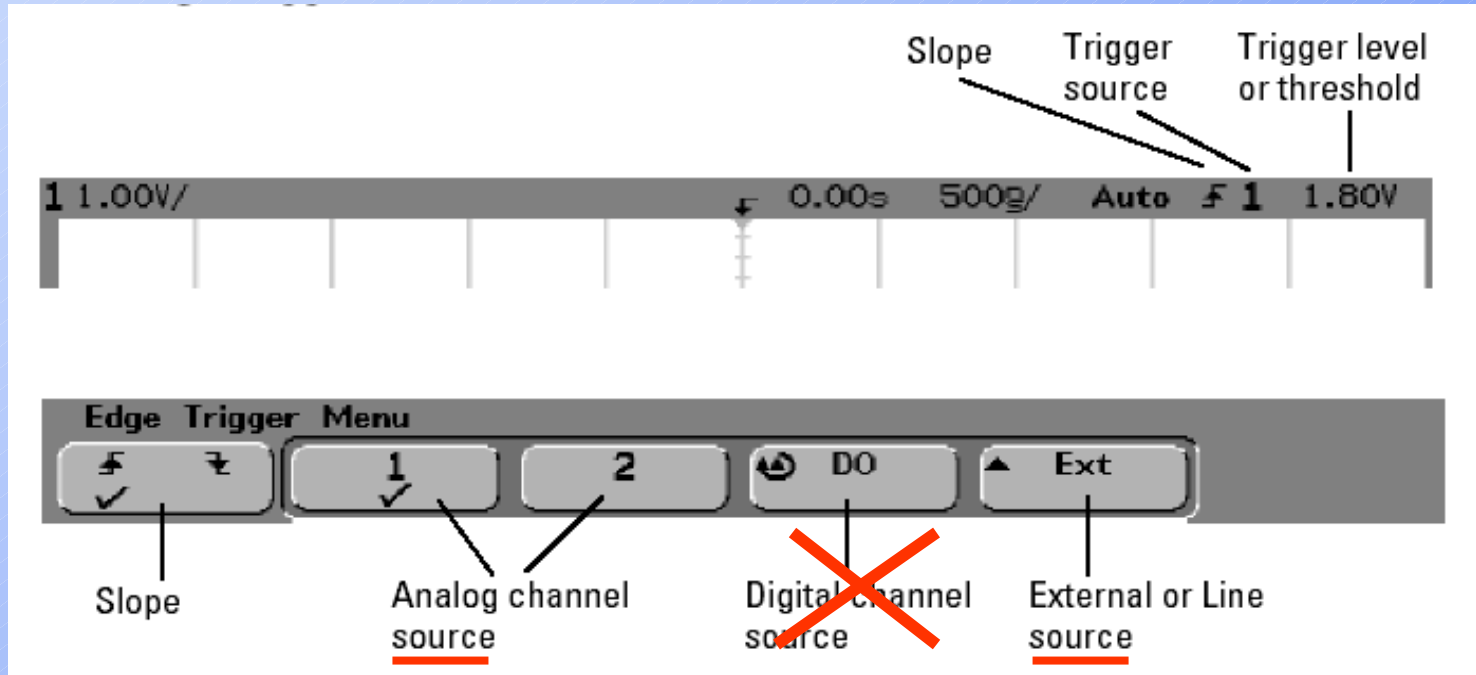 Slope Trigger source Trigger level or threshold
1 1.00V/ 0.00s 500g/ Auto 1 1.80V
Edge Trigger Menu
1 2 D0 Ext
Slope Analog channel source Digital channel source External or Line source